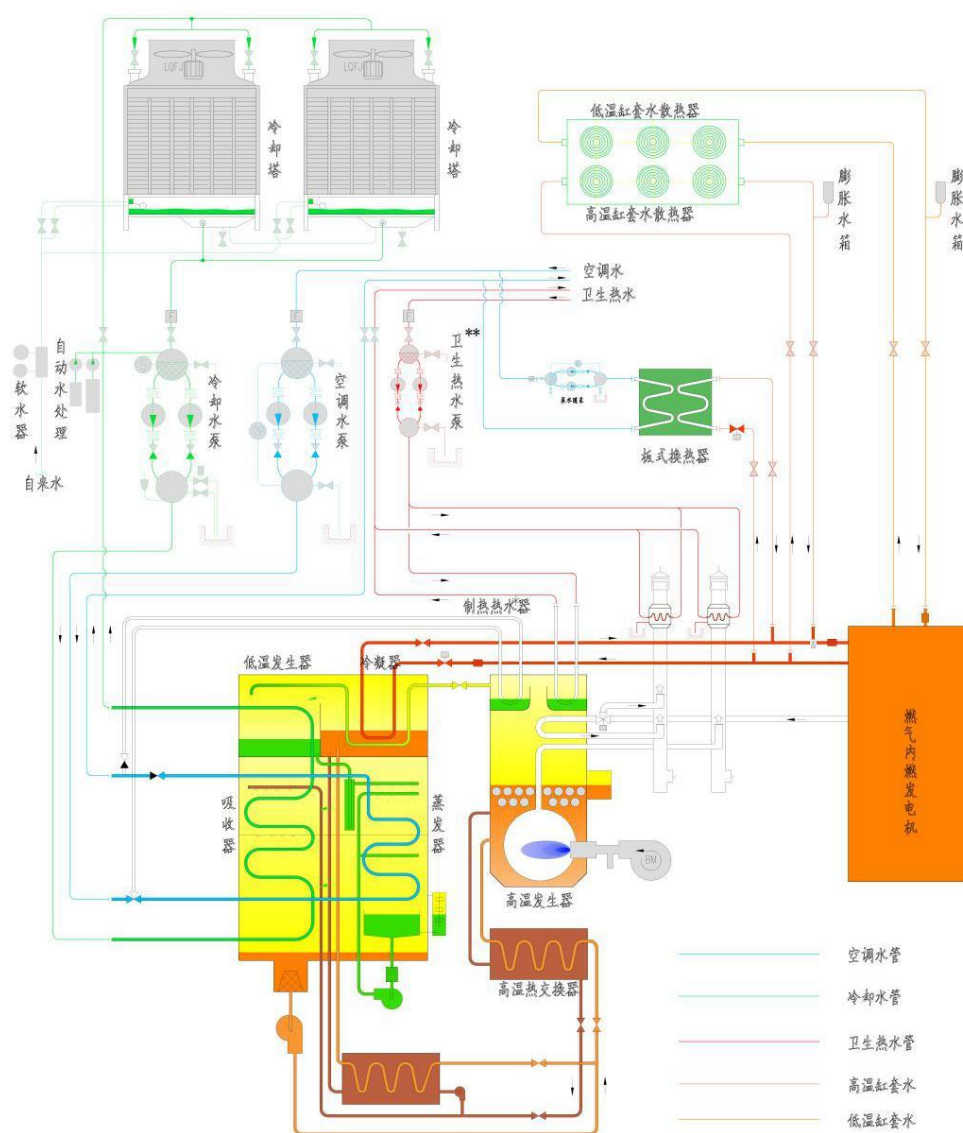 LQFJ
LQFJ
冷却塔
冷却塔
低温缸套水散热器
高温缸套水散热器
膨胀水箱
膨胀水箱
空调水
卫生热水
F
F
F
软水器
自动水处理
冷却水泵
空调水泵
卫生热水泵
**
板式换热器
自来水
制热热水器
低温发生器
冷凝器
吸收器
蒸发器
高温发生器
BM
燃气内燃发电机
高温热交换器
空调水管
冷却水管
卫生热水管
高温缸套水
低温缸套水